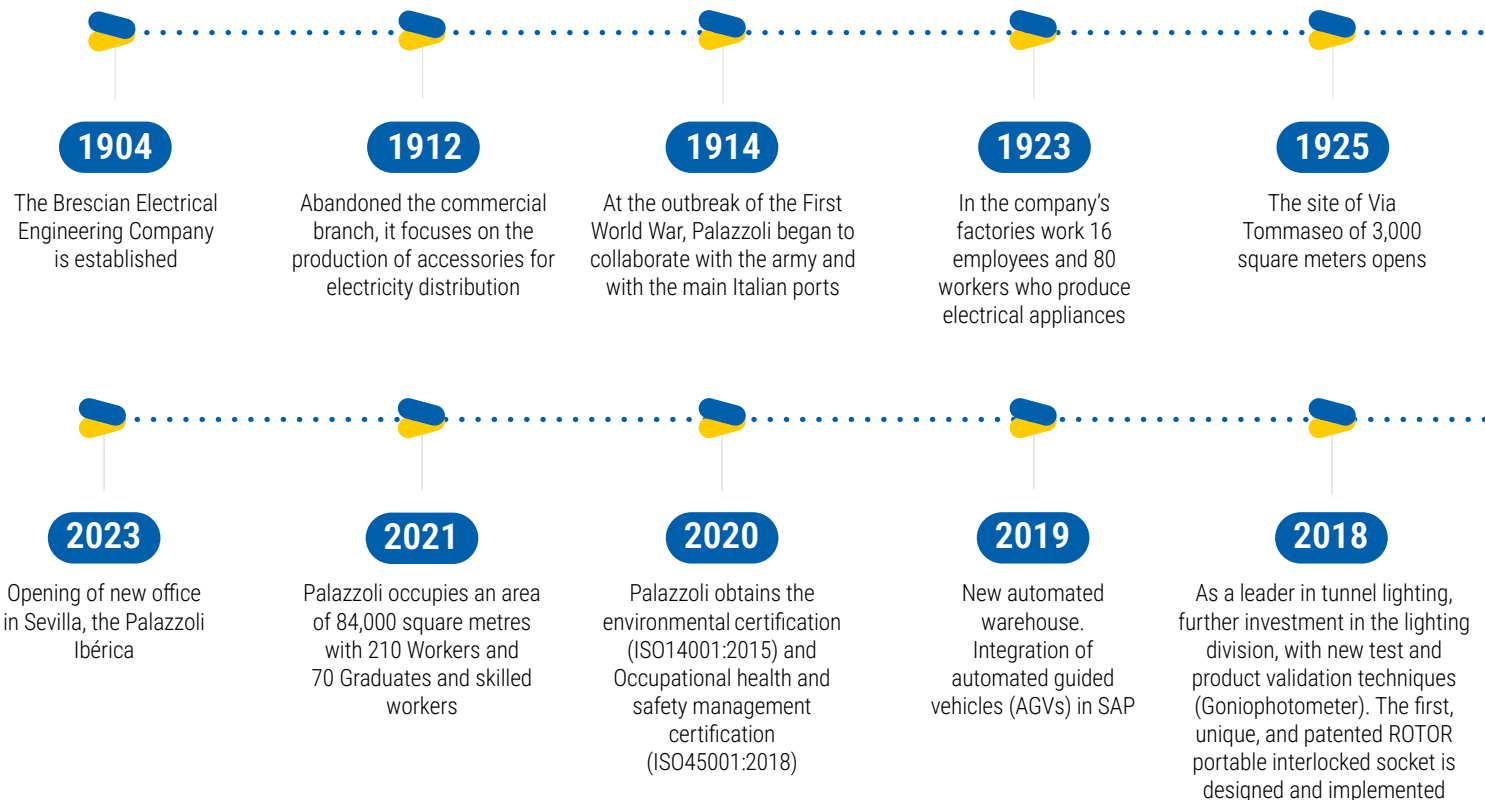 1904
The Brescian Electrical
Engineering Company
is established
1912
Abandoned the commercial
branch, it focuses on the
production of accessories for
electricity distribution
1914
At the outbreak of the First
World War, Palazzoli began to
collaborate with the army and
with the main Italian ports
1923
In the company's
factories work 16
employees and 80
workers who produce
electrical appliances
1925
The site of Via
Tommaseo of 3,000
square meters opens
2023
Opening of new office
in Sevilla, the Palazzoli
Ibérica
2021
Palazzoli occupies an area
of 84,000 square metres
with 210 Workers and
70 Graduates and skilled
workers
2020
Palazzoli obtains the
environmental certification
(ISO14001:2015) and
Occupational health and
safety management
certification
(ISO45001:2018)
2019
New automated
warehouse.
Integration of
automated guided
vehicles (AGVs) in SAP
2018
As a leader in tunnel lighting,
further investment in the lighting
division, with new test and
product validation techniques
(Goniophotometer). The first,
unique, and patented ROTOR
portable interlocked socket is
designed and implemented